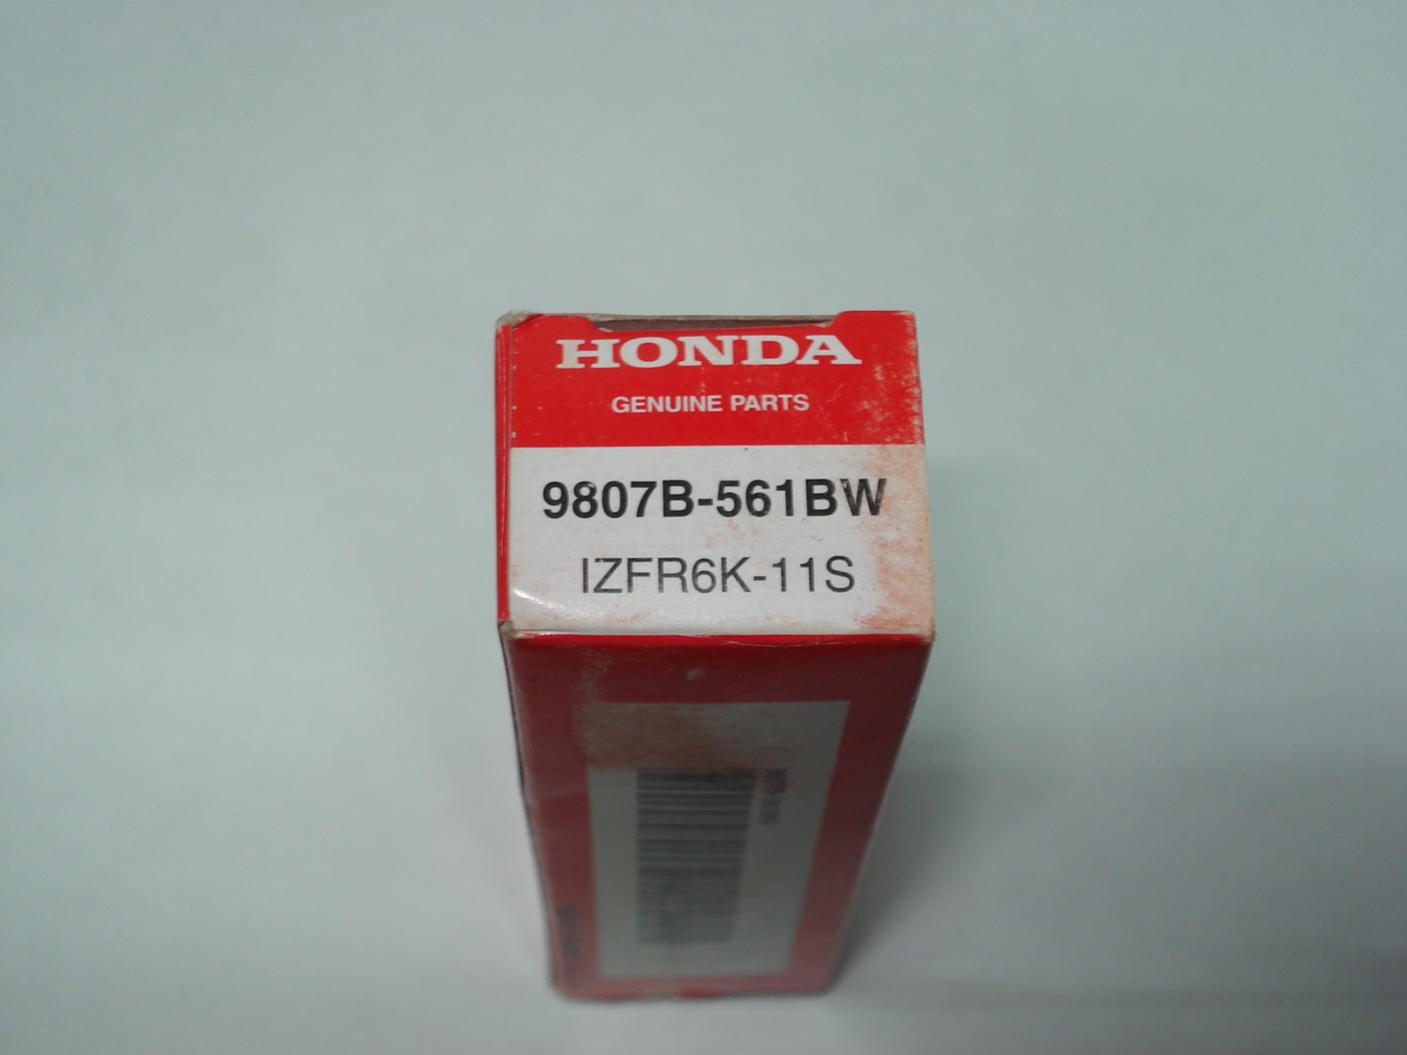 HONDA
GENUINE PARTS
9807B-561BW
IZFR6K-11S